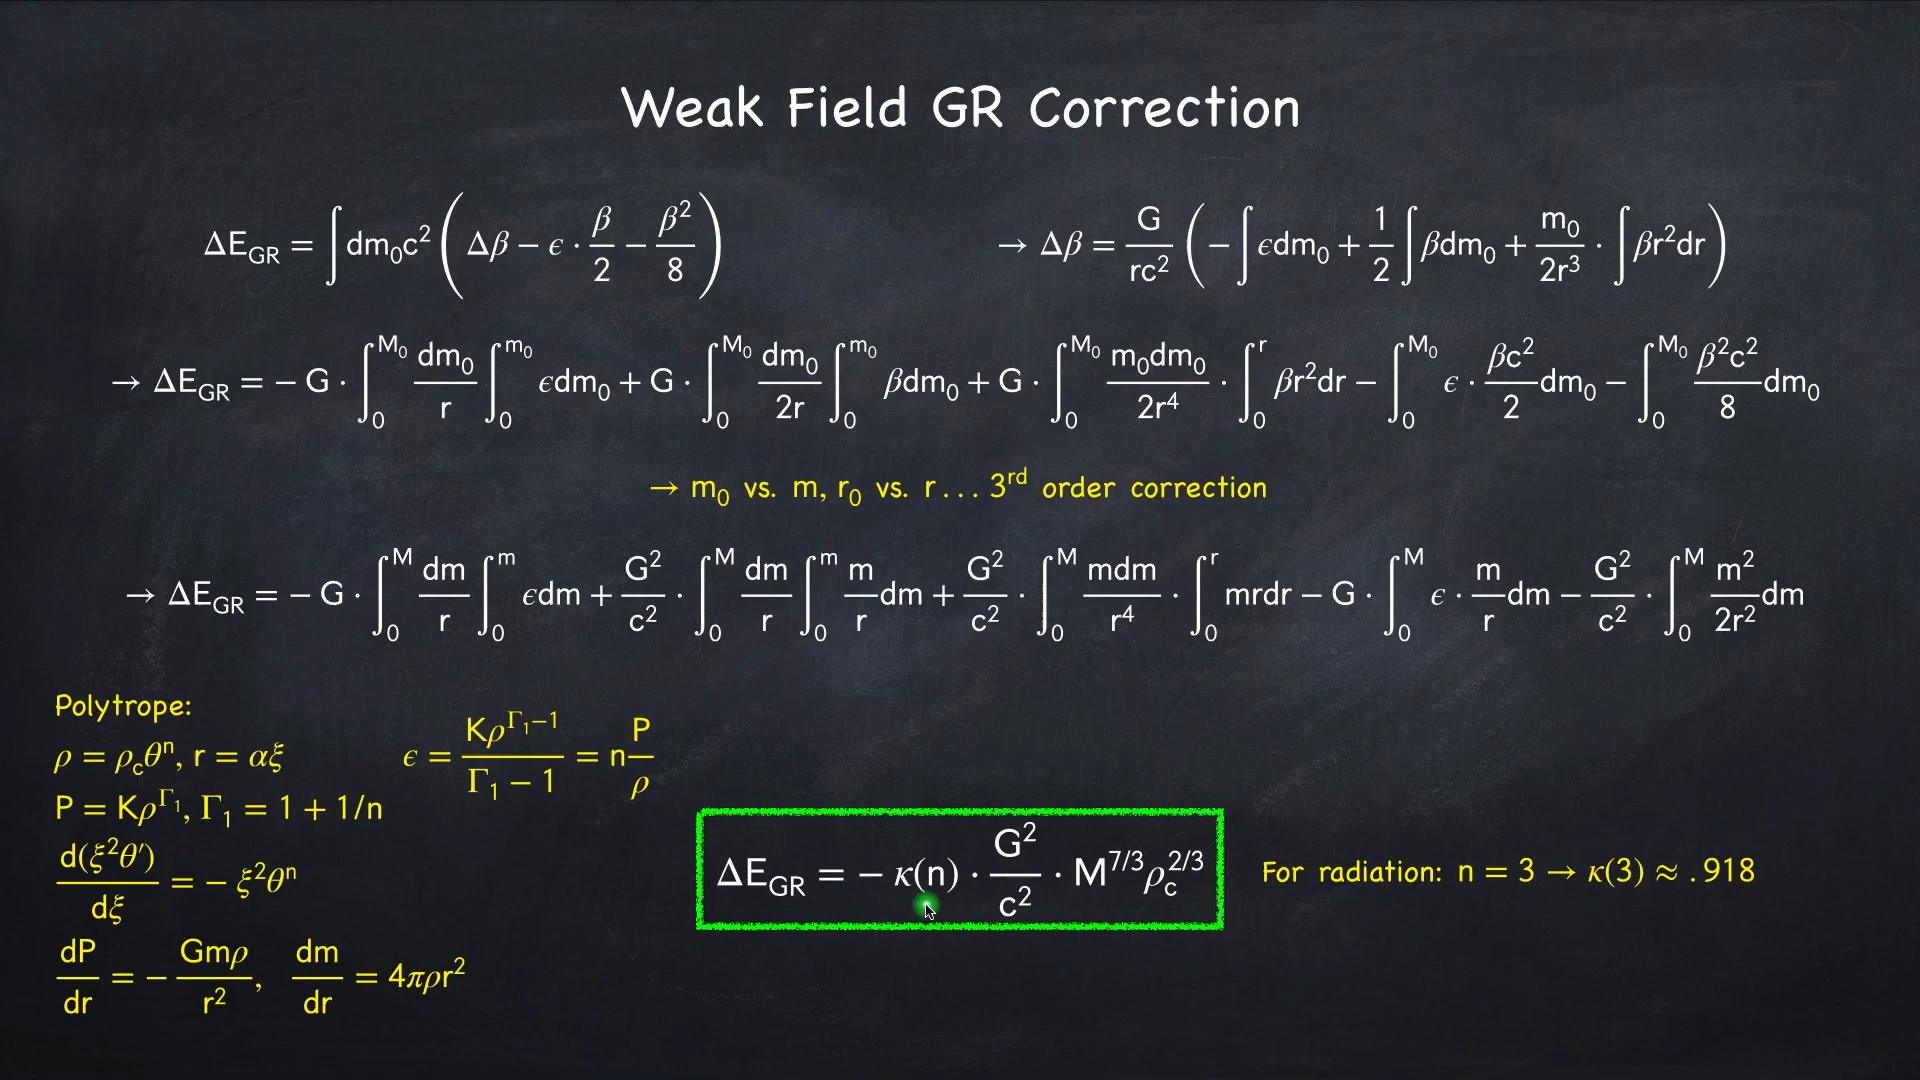 Weak Field GR Correction
ΔE_GR = ∫dm₀c² (Δβ − ϵ · β/2 − β²/8)
→ Δβ = G/(rc²) (−∫ϵdm₀ + 1/2 ∫βdm₀ + m₀/(2r³) · ∫βr²dr)
→ ΔE_GR = − G · ∫₀^M₀ dm₀/r ∫₀^m₀ ϵdm₀ + G · ∫₀^M₀ dm₀/2r ∫₀^m₀ βdm₀ + G · ∫₀^M₀ m₀dm₀/2r⁴ · ∫₀^r βr²dr − ∫₀^M₀ ϵ · βc²/2 dm₀ − ∫₀^M₀ β²c²/8 dm₀
→ m₀ vs. m, r₀ vs. r... 3rd order correction
→ ΔE_GR = − G · ∫₀^M dm/r ∫₀^m ϵdm + G²/c² · ∫₀^M dm/r ∫₀^m m/r dm + G²/c² · ∫₀^M mdm/r⁴ · ∫₀^r mrdr − G · ∫₀^M ϵ · m/r dm − G²/c² · ∫₀^M m²/2r² dm
Polytrope:
ρ = ρ_cθⁿ, r = αξ
ϵ = Kρ^(Γ₁−1)/(Γ₁ − 1) = n P/ρ
P = Kρ^Γ₁, Γ₁ = 1 + 1/n
d(ξ²θ′)/dξ = − ξ²θⁿ
ΔE_GR = − κ(n) · G²/c² · M^7/3 ρ_c^2/3
For radiation: n = 3 → κ(3) ≈ .918
dP/dr = − Gmρ/r², dm/dr = 4πρr²